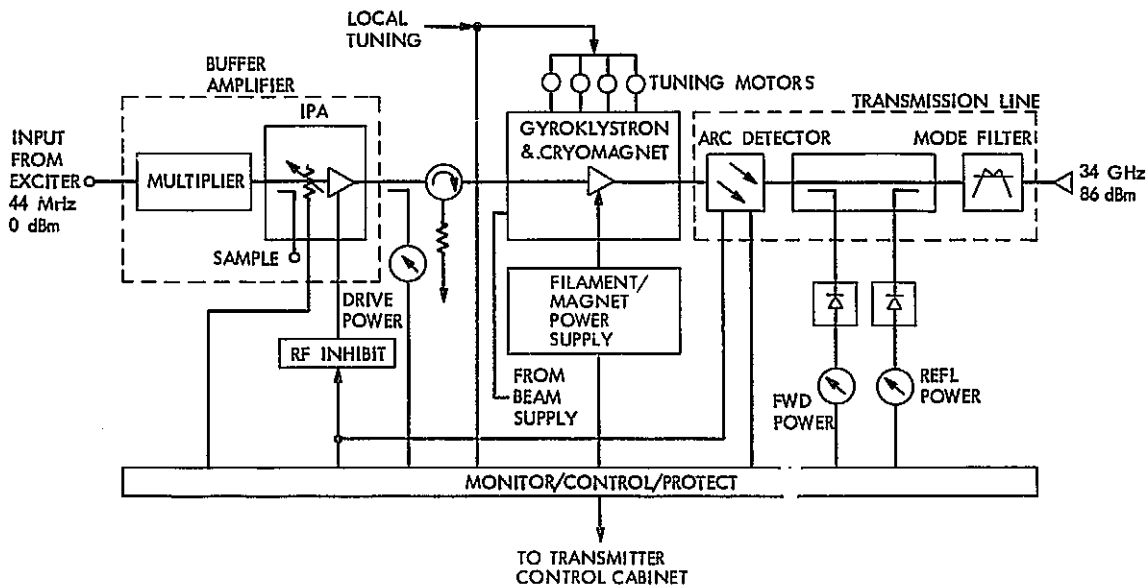 LOCAL
TUNING
BUFFER
AMPLIFIER
TUNING MOTORS
TRANSMISSION LINE
IPA
INPUT
FROM
EXCITER
44 MHz
0 dBm
MULTIPLIER
SAMPLE
GYROKLYSTRON
& CRYOMAGNET
ARC DETECTOR
MODE FILTER
34 GHz
86 dBm
DRIVE
POWER
RF INHIBIT
FILAMENT/
MAGNET
POWER
SUPPLY
FROM
BEAM
SUPPLY
FWD
POWER
REFL
POWER
MONITOR/CONTROL/PROTECT
TO TRANSMITTER
CONTROL CABINET